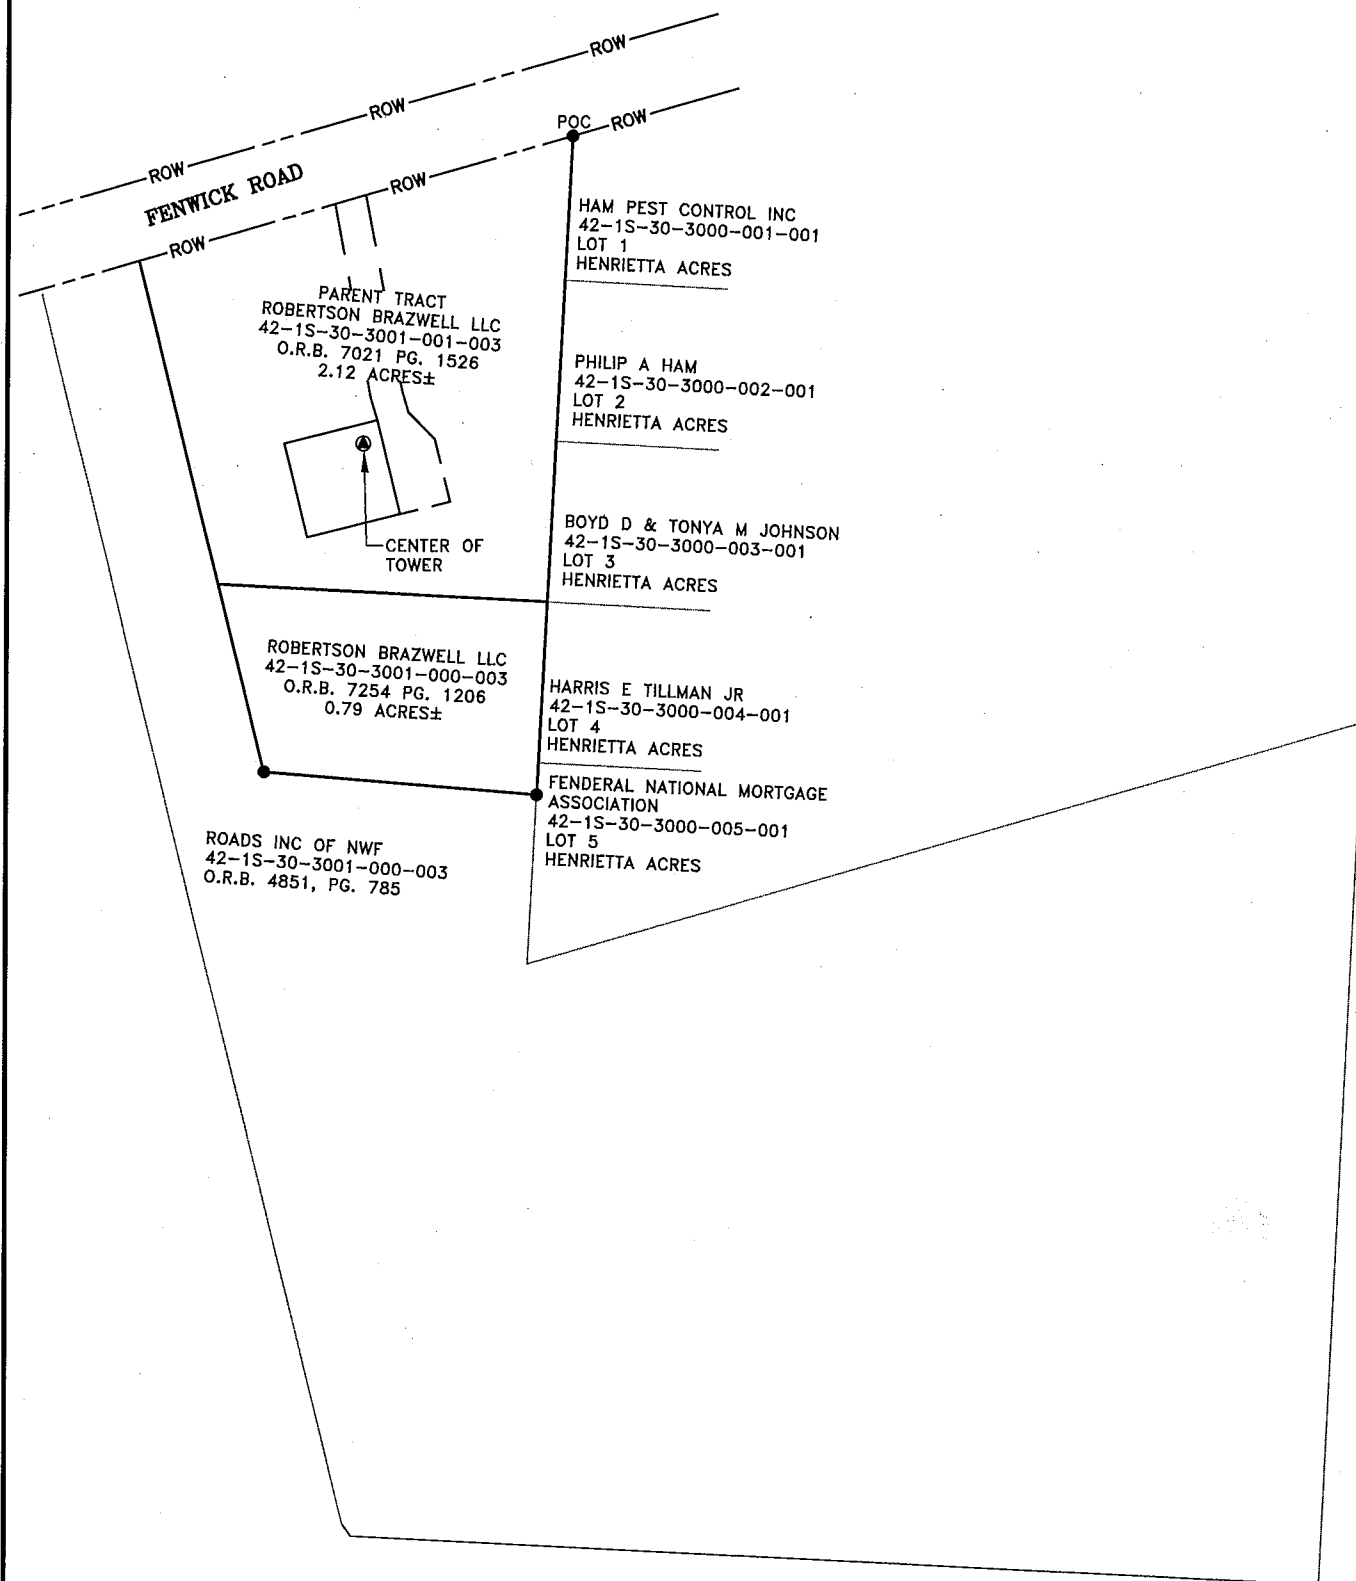 ROW
ROW
ROW
FENWICK ROAD
ROW
ROW
POC
ROW
HAM PEST CONTROL INC
42-1S-30-3000-001-001
LOT 1
HENRIETTA ACRES
PARENT TRACT
ROBERTSON BRAZWELL LLC
42-1S-30-3001-001-003
O.R.B. 7021 PG. 1526
2.12 ACRES±
PHILIP A HAM
42-1S-30-3000-002-001
LOT 2
HENRIETTA ACRES
CENTER OF
TOWER
BOYD D & TONYA M JOHNSON
42-1S-30-3000-003-001
LOT 3
HENRIETTA ACRES
ROBERTSON BRAZWELL LLC
42-1S-30-3001-000-003
O.R.B. 7254 PG. 1206
0.79 ACRES±
HARRIS E TILLMAN JR
42-1S-30-3000-004-001
LOT 4
HENRIETTA ACRES
FENDERAL NATIONAL MORTGAGE
ASSOCIATION
42-1S-30-3000-005-001
LOT 5
HENRIETTA ACRES
ROADS INC OF NWF
42-1S-30-3001-000-003
O.R.B. 4851, PG. 785